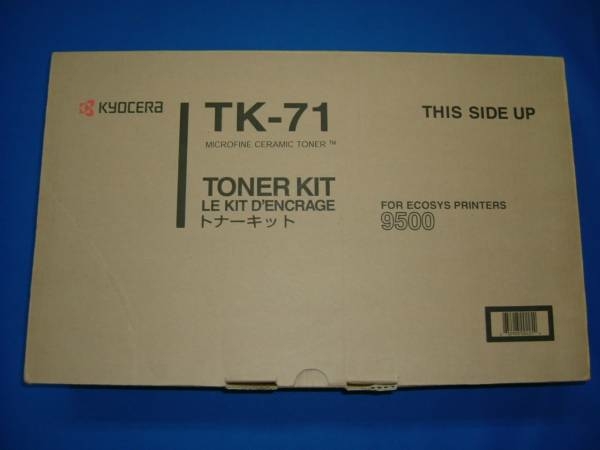 KYOCERA
TK-71
MICROFINE CERAMIC TONER ™
THIS SIDE UP
TONER KIT
LE KIT D'ENCRAGE
トナーキット
FOR ECOSYS PRINTERS
9500